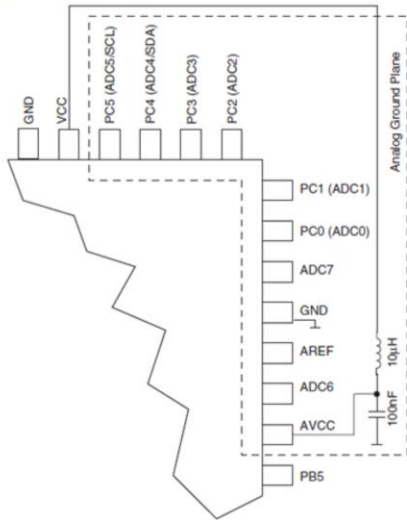 GND
VCC
PC5 (ADC5/SCL)
PC4 (ADC4/SDA)
PC3 (ADC3)
PC2 (ADC2)
Analog Ground Plane
PC1 (ADC1)
PC0 (ADC0)
ADC7
GND
AREF
ADC6
AVCC
PB5
10μH
100nF